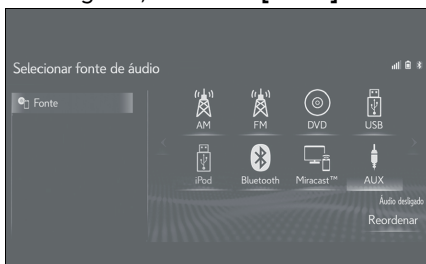 Selecionar fonte de áudio
Fonte
AM
FM
DVD
USB
iPod
Bluetooth
Miracast™
AUX
Áudio desligado
Reordenar